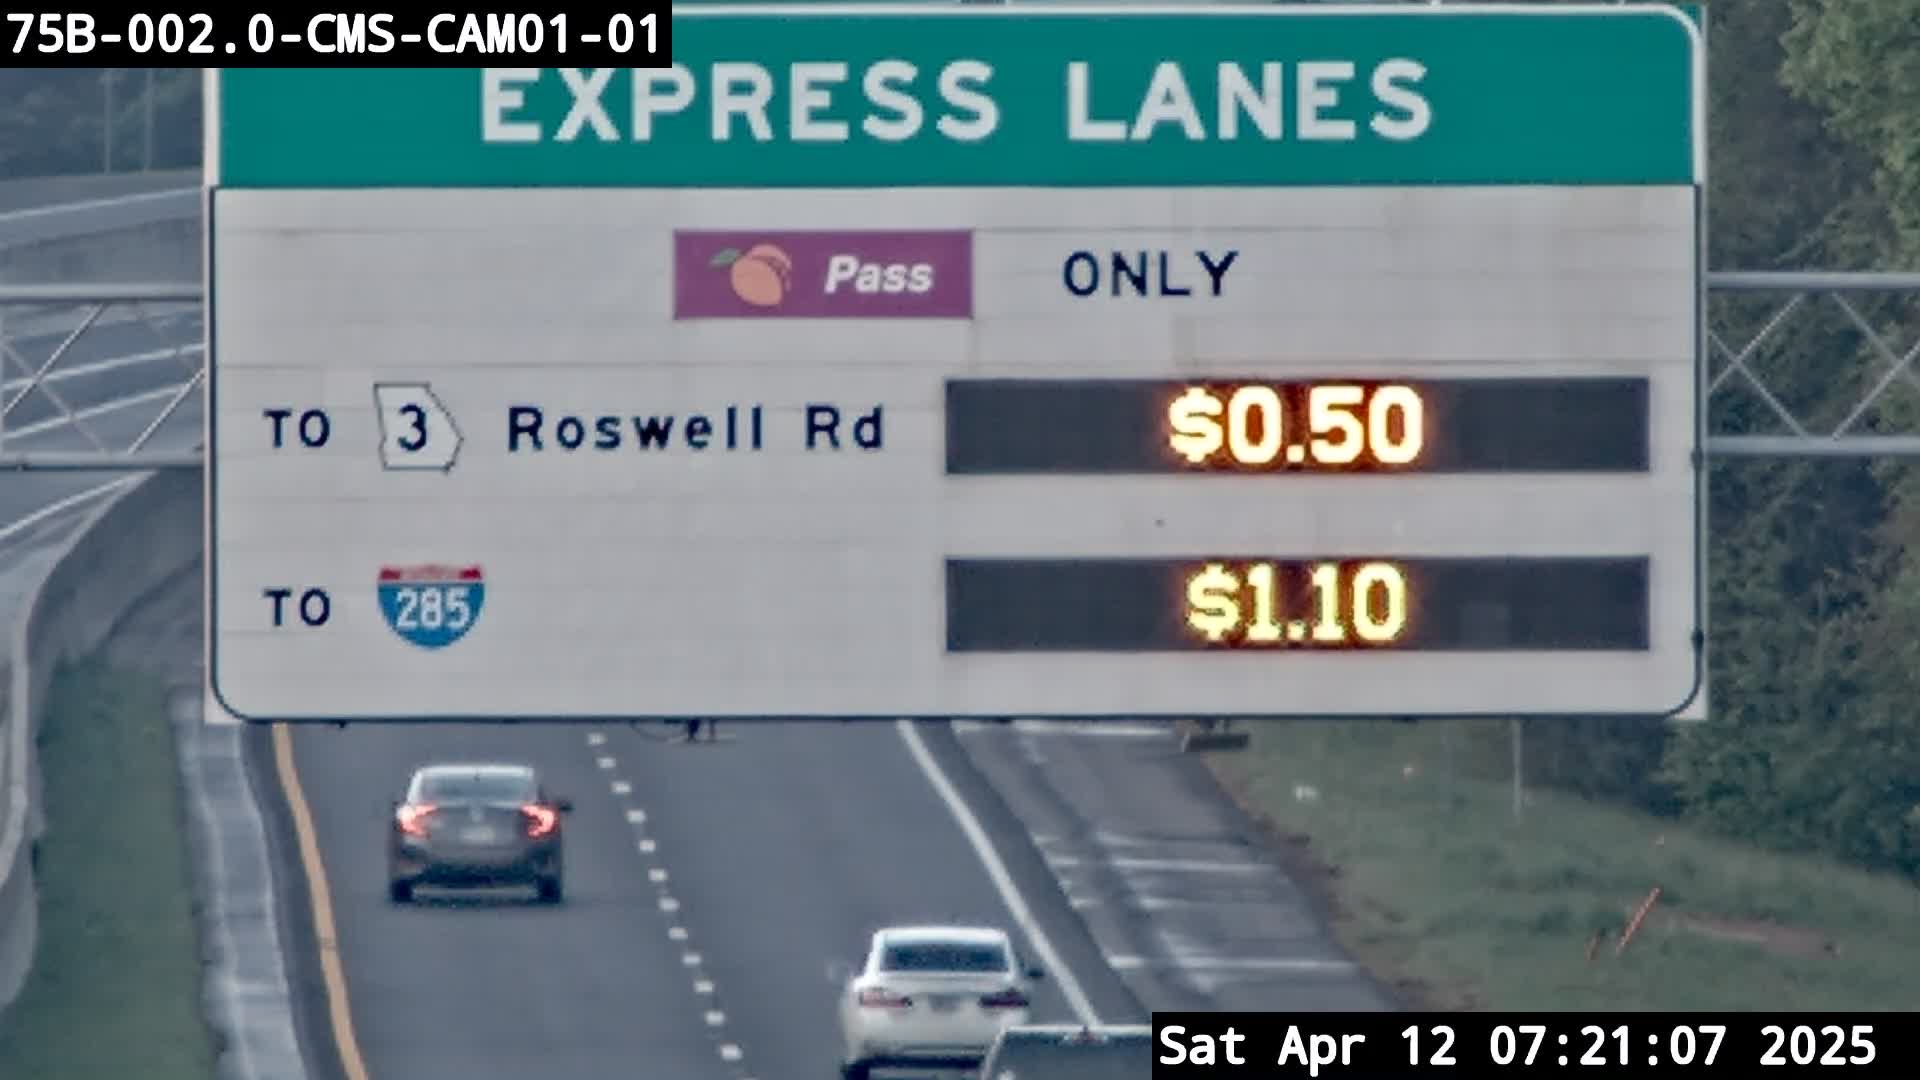 75B-002.0-CMS-CAM01-01
EXPRESS LANES
Pass ONLY
TO 3 Roswell Rd $0.50
TO 285 $1.10
Sat Apr 12 07:21:07 2025